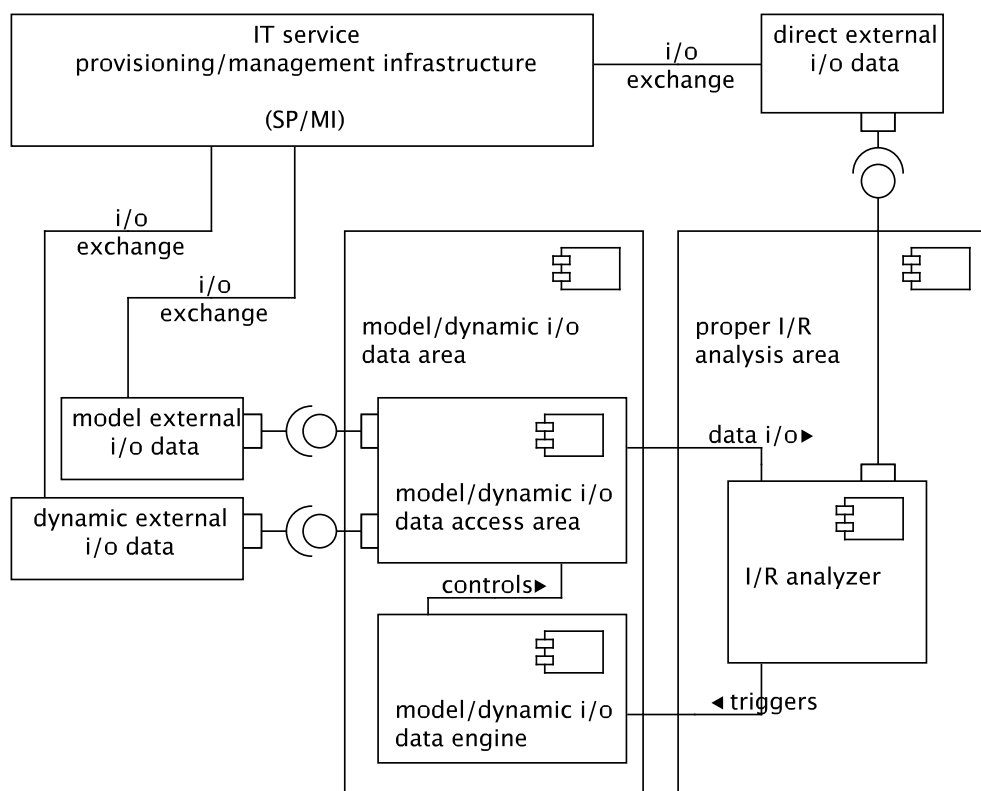 IT service
provisioning/management infrastructure
(SP/MI)
direct external
i/o data
i/o
exchange
i/o
exchange
i/o
exchange
model/dynamic i/o
data area
proper I/R
analysis area
model external
i/o data
data i/o►
model/dynamic i/o
data access area
dynamic external
i/o data
I/R analyzer
controls►
◄ triggers
model/dynamic i/o
data engine